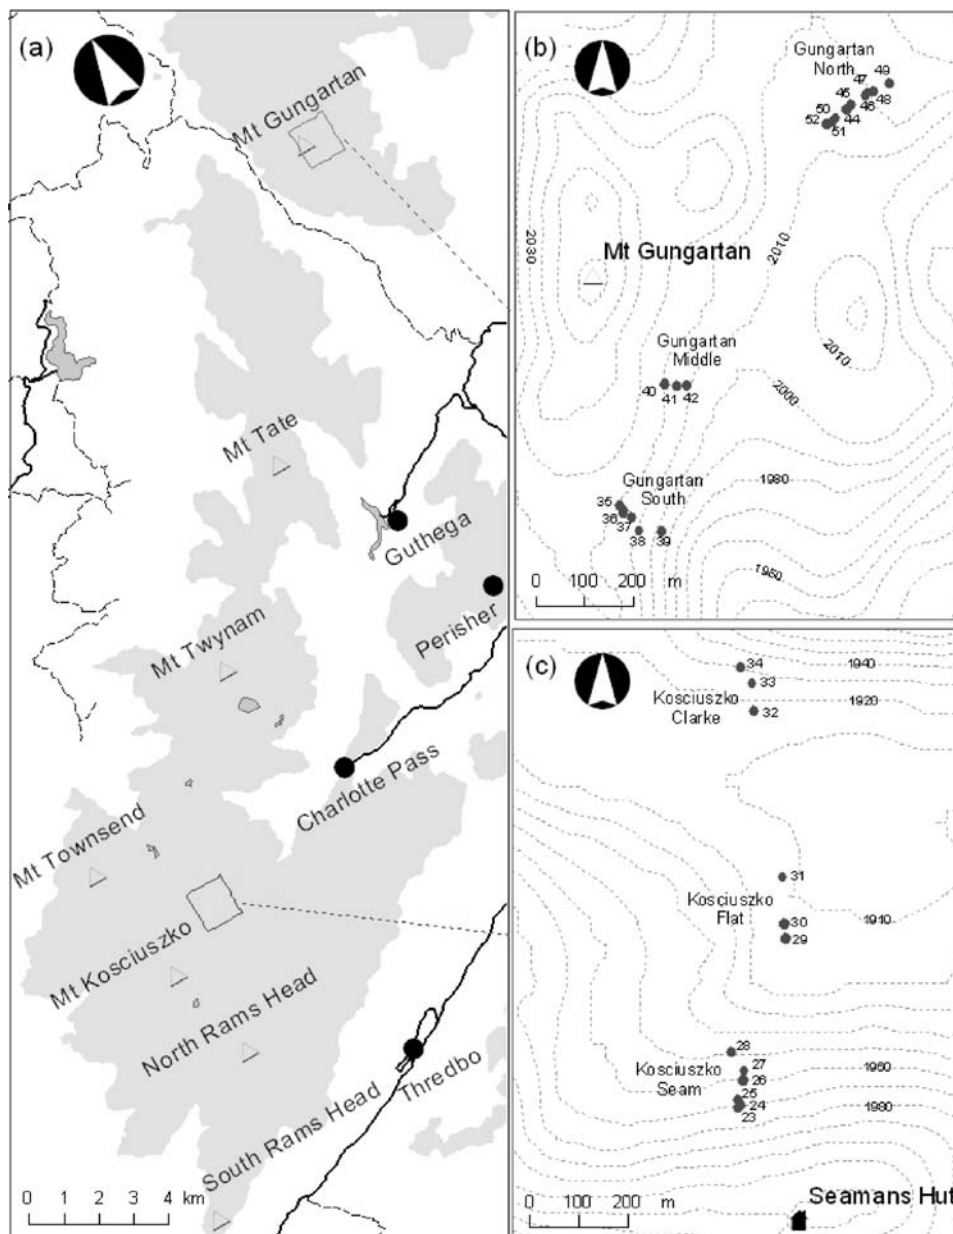 (a)
Mt Gungartan
Mt Tate
Guthega
Perisher
Mt Twynam
Charlotte Pass
Mt Townsend
Mt Kosciuszko
North Rams Head
Thredbo
South Rams Head
0 1 2 4 km
(b)
Gungartan
North
47 49
45 48
50 46
52 44
51
2030
2010
Mt Gungartan
Gungartan
Middle
2010
40 41 42
2000
Gungartan
South
1980
35
36
37
38 39
1950
0 100 200 m
(c)
34
1940
33
Kosciuszko
Clarke
1920
32
31
Kosciuszko
Flat
30
1910
29
28
27
1960
Kosciuszko
Seam
26
25
24
1980
23
Seamans Hut
0 100 200 m